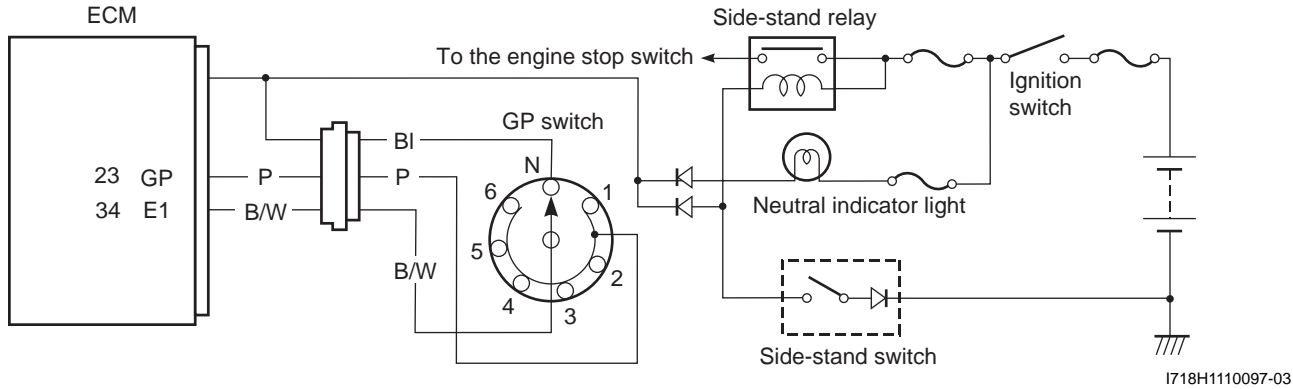 ECM
Side-stand relay
To the engine stop switch
Ignition
switch
GP switch
Bl
N
23 GP
P
P
6
1
34 E1
B/W
Neutral indicator light
5
2
B/W
4
3
Side-stand switch
I718H1110097-03